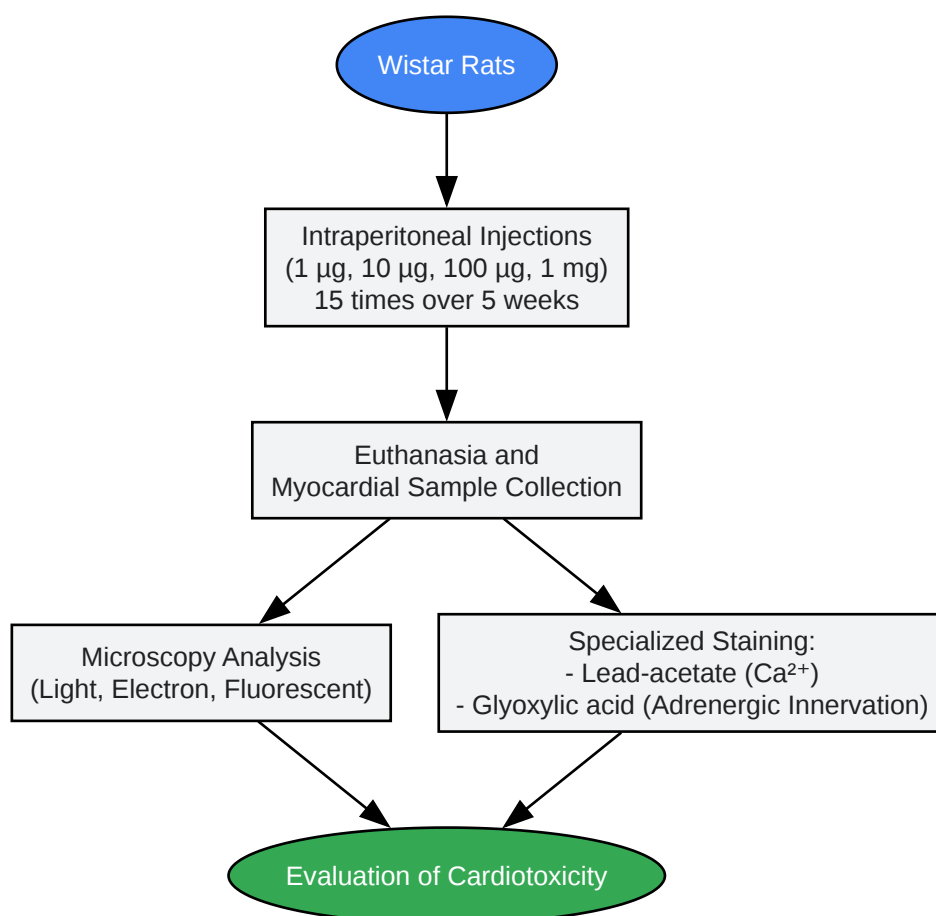 Wistar Rats
Intraperitoneal Injections
(1 µg, 10 µg, 100 µg, 1 mg)
15 times over 5 weeks
Euthanasia and
Myocardial Sample Collection
Microscopy Analysis
(Light, Electron, Fluorescent)
Specialized Staining:
- Lead-acetate (Ca²⁺)
- Glyoxylic acid (Adrenergic Innervation)
Evaluation of Cardiotoxicity